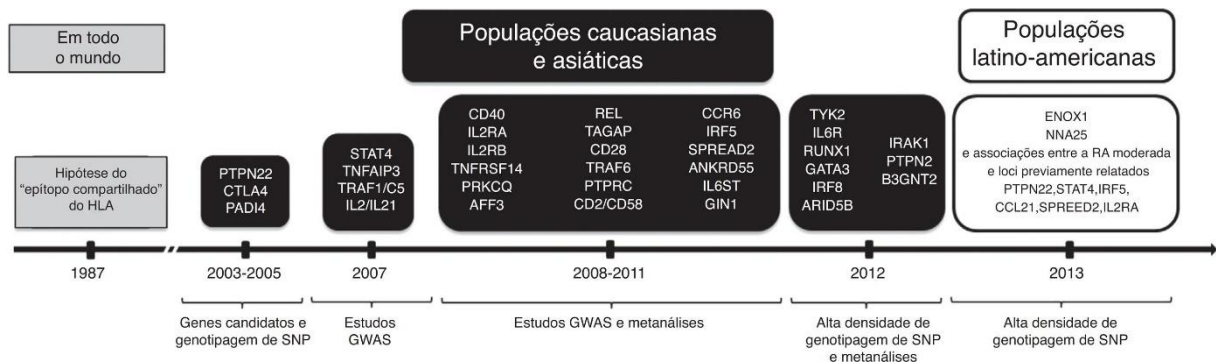 Em todo
o mundo
Populações caucasianas
e asiáticas
Populações
latino-americanas
Hipótese do
“epítopo compartilhado”
do HLA
PTPN22
CTLA4
PADI4
STAT4
TNFAIP3
TRAF1/C5
IL2/IL21
CD40
IL2RA
IL2RB
TNFRSF14
PRKCQ
AFF3
REL
TAGAP
CD28
TRAF6
PTPRC
CD2/CD58
CCR6
IRF5
SPREAD2
ANKRD55
IL6ST
GIN1
TYK2
IL6R
RUNX1
GATA3
IRF8
ARID5B
IRAK1
PTPN2
B3GNT2
ENOX1
NNA25
e associações entre a RA moderada
e loci previamente relatados
PTPN22,STAT4,IRF5,
CCL21,SPREED2,IL2RA
1987
2003-2005
2007
2008-2011
2012
2013
Genes candidatos e
genotipagem de SNP
Estudos
GWAS
Estudos GWAS e metanálises
Alta densidade de
genotipagem de SNP
e metanálises
Alta densidade de
genotipagem de SNP